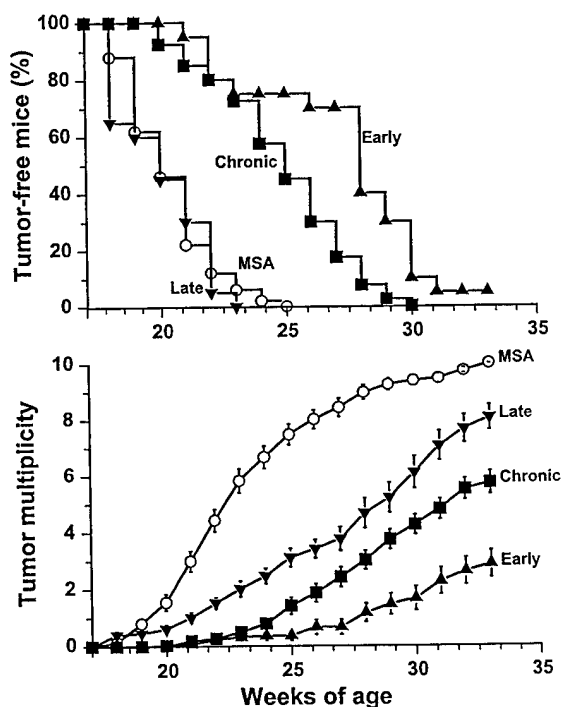 Tumor-free mice (%)
100
80
60
40
20
0
Early
Chronic
MSA
Late
20
25
30
35
Tumor multiplicity
10
8
6
4
2
0
MSA
Late
Chronic
Early
20
25
30
33
35
Weeks of age